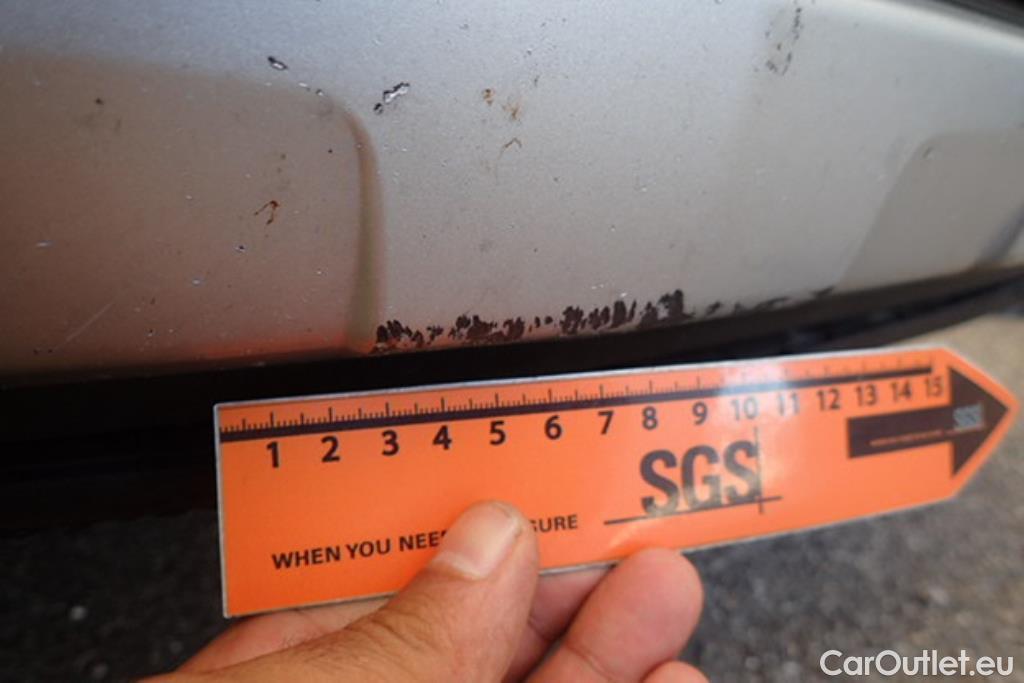 1 2 3 4 5 6 7 8 9 10 11 12 13 14 15
SGS
SGS
WHEN YOU NEE URE
CarOutlet.eu